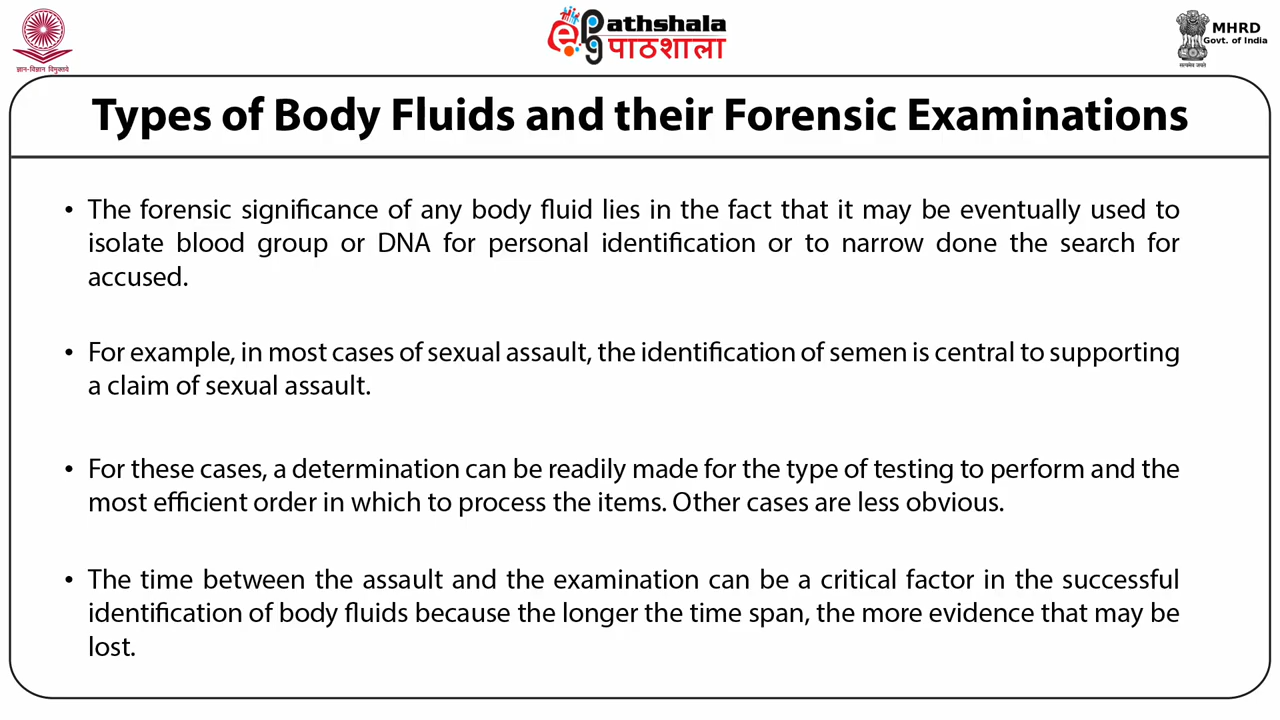 ज्ञान-विज्ञान विमुक्तये
ePG Pathshala
पाठशाला
MHRD
Govt. of India
सत्यमेव जयते
Types of Body Fluids and their Forensic Examinations
• The forensic significance of any body fluid lies in the fact that it may be eventually used to
isolate blood group or DNA for personal identification or to narrow done the search for
accused.
• For example, in most cases of sexual assault, the identification of semen is central to supporting
a claim of sexual assault.
• For these cases, a determination can be readily made for the type of testing to perform and the
most efficient order in which to process the items. Other cases are less obvious.
• The time between the assault and the examination can be a critical factor in the successful
identification of body fluids because the longer the time span, the more evidence that may be
lost.